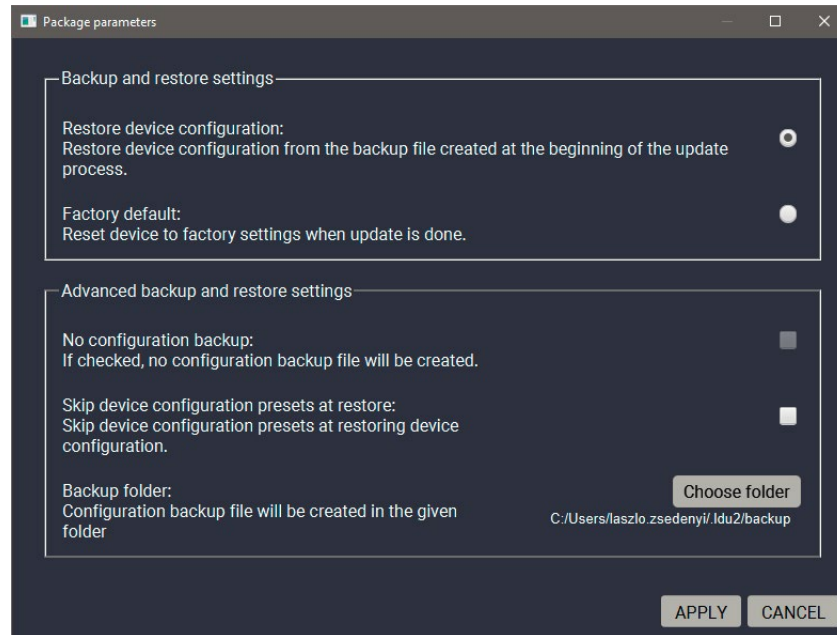 Package parameters
Backup and restore settings
Restore device configuration:
Restore device configuration from the backup file created at the beginning of the update
process.
Factory default:
Reset device to factory settings when update is done.
Advanced backup and restore settings
No configuration backup:
If checked, no configuration backup file will be created.
Skip device configuration presets at restore:
Skip device configuration presets at restoring device
configuration.
Backup folder:
Configuration backup file will be created in the given
folder
Choose folder
C:/Users/laszlo.zsedenyi/.ldu2/backup
APPLY CANCEL